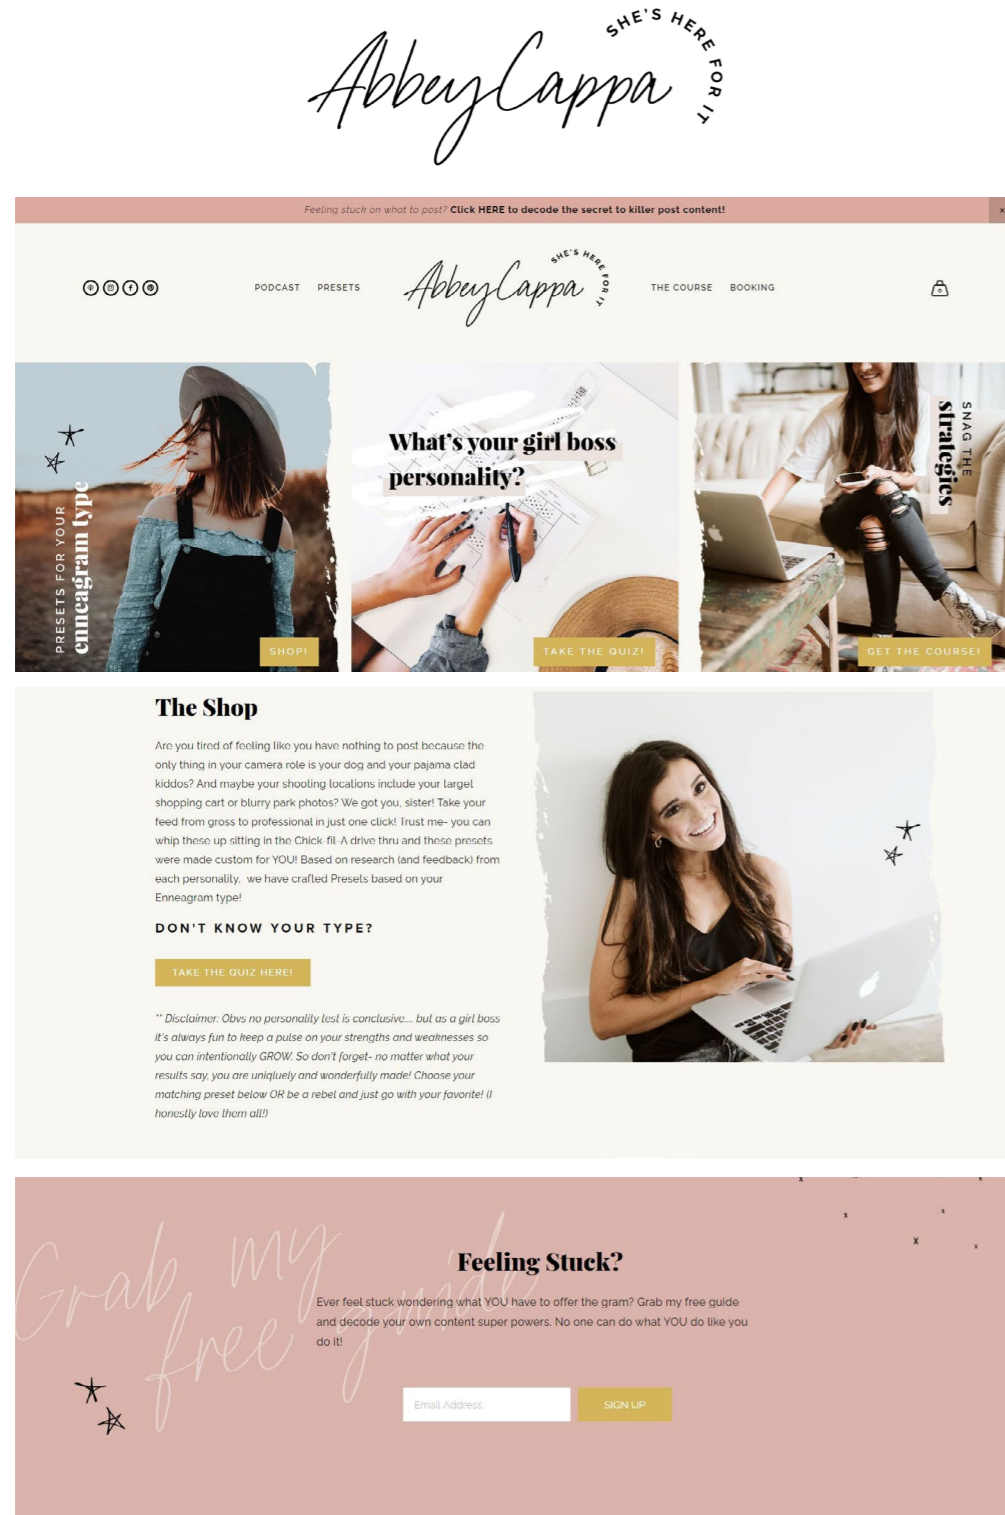 AbbeyCappa
SHE'S HERE FOR IT
Feeling stuck on what to post? Click HERE to decode the secret to killer post content!
x
PODCAST
PRESETS
AbbeyCappa
SHE'S HERE FOR IT
THE COURSE
BOOKING
0
PRESETS FOR YOUR
enneagram type
SHOP!
What's your girl boss
personality?
TAKE THE QUIZ!
SNAG THE
strategies
GET THE COURSE!
The Shop
Are you tired of feeling like you have nothing to post because the
only thing in your camera role is your dog and your pajama clad
kiddos? And maybe your shooting locations include your target
shopping cart or blurry park photos? We got you, sister! Take your
feed from gross to professional in just one click! Trust me- you can
whip these up sitting in the Chick-fil-A drive thru and these presets
were made custom for YOU! Based on research (and feedback) from
each personality, we have crafted Presets based on your
Enneagram type!
DON'T KNOW YOUR TYPE?
TAKE THE QUIZ HERE!
** Disclaimer: Obvs no personality test is conclusive.... but as a girl boss
it's always fun to keep a pulse on your strengths and weaknesses so
you can intentionally GROW. So don't forget- no matter what your
results say, you are uniqluely and wonderfully made! Choose your
matching preset below OR be a rebel and just go with your favorite! (I
honestly love them all!)
Grab my
free guide
Feeling Stuck?
Ever feel stuck wondering what YOU have to offer the gram? Grab my free guide
and decode your own content super powers. No one can do what YOU do like you
do it!
Email Address
SIGN UP